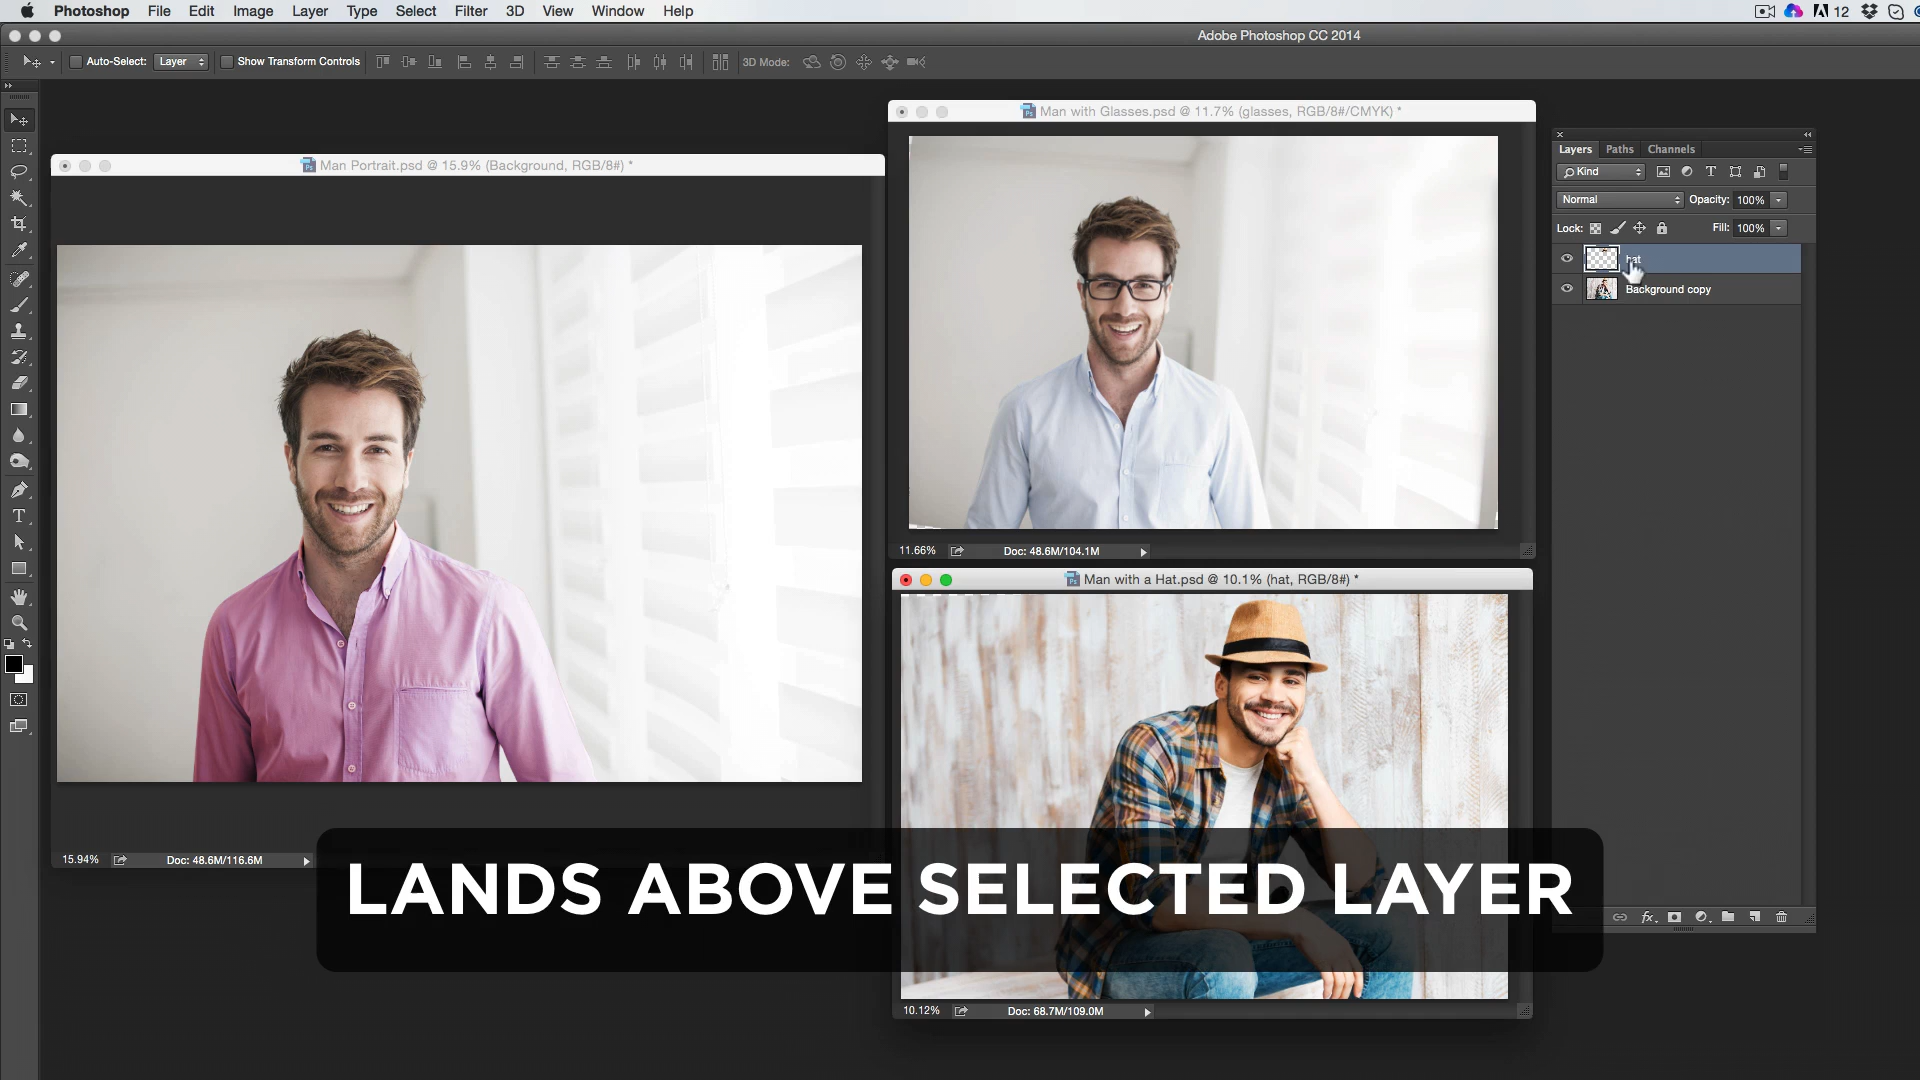 Photoshop File Edit Image Layer Type Select Filter 3D View Window Help 12
Adobe Photoshop CC 2014
Auto-Select: Layer Show Transform Controls 3D Mode:
Man with Glasses.psd @ 11.7% (glasses, RGB/8#/CMYK) *
Man Portrait.psd @ 15.9% (Background, RGB/8#) *
Layers Paths Channels
Kind
Normal Opacity: 100%
Lock: Fill: 100%
hat
Background copy
11.66% Doc: 48.6M/104.1M
Man with a Hat.psd @ 10.1% (hat, RGB/8#) *
15.94% Doc: 48.6M/116.6M
LANDS ABOVE SELECTED LAYER
fx
10.12% Doc: 68.7M/109.0M